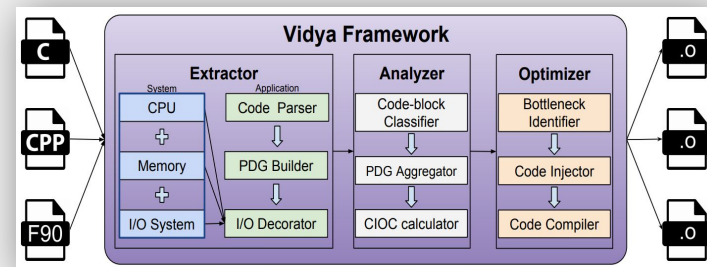 Vidya Framework
C
CPP
F90
Extractor
System
CPU
Memory
I/O System
Application
Code Parser
PDG Builder
I/O Decorator
Analyzer
Code-block
Classifier
PDG Aggregator
CIOC calculator
Optimizer
Bottleneck
Identifier
Code Injector
Code Compiler
.O
.O
.O